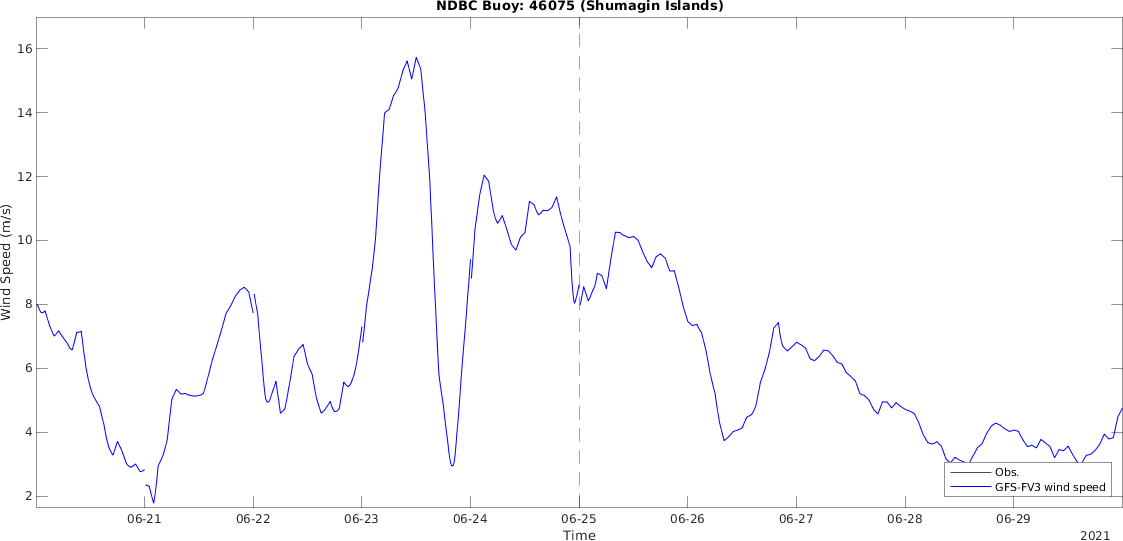 NDBC Buoy: 46075 (Shumagin Islands)
16
14
12
10
8
6
4
2
Wind Speed (m/s)
Obs.
GFS-FV3 wind speed
06-21 06-22 06-23 06-24 06-25 06-26 06-27 06-28 06-29
Time
2021